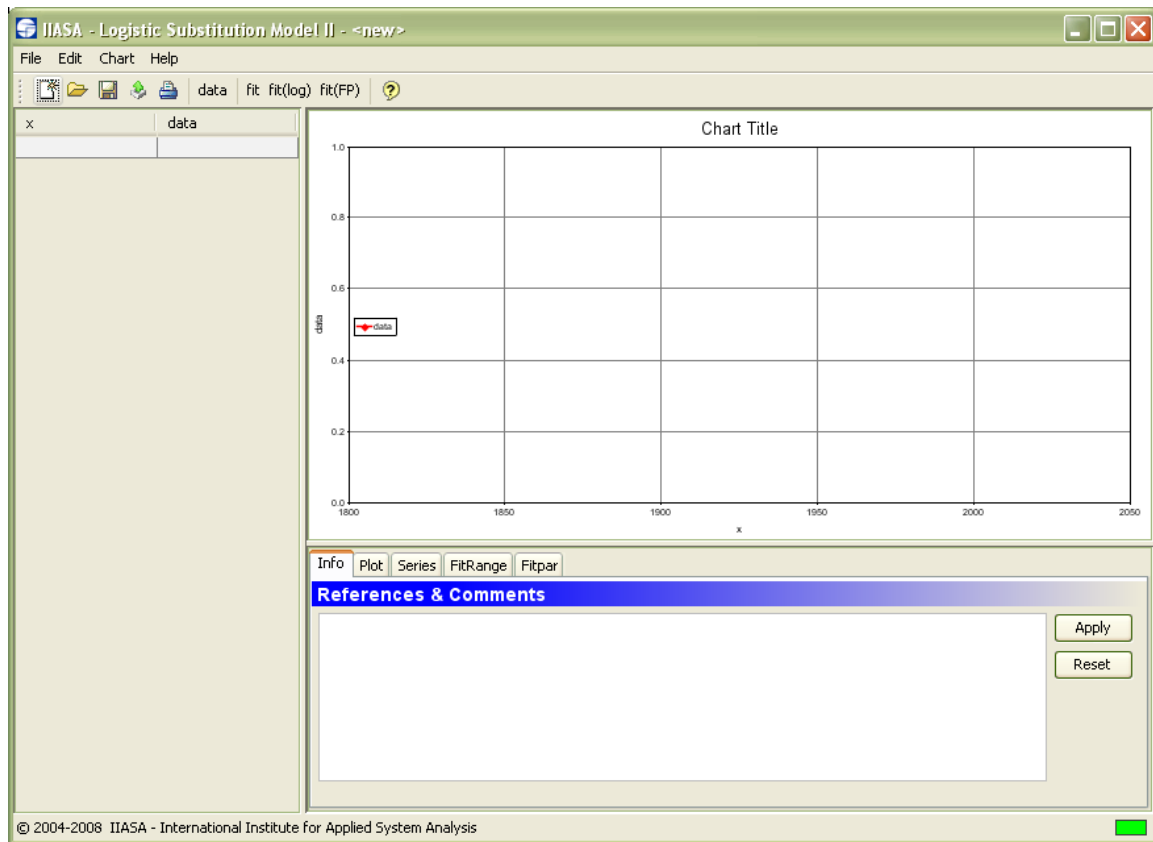 IIASA - Logistic Substitution Model II - <new>
File Edit Chart Help
data fit fit(log) fit(FP)
x data
Chart Title
1.0
0.8
0.6
0.4
0.2
0.0
data
data
1800 1850 1900 1950 2000 2050
x
Info Plot Series FitRange Fitpar
References & Comments
Apply
Reset
© 2004-2008 IIASA - International Institute for Applied System Analysis